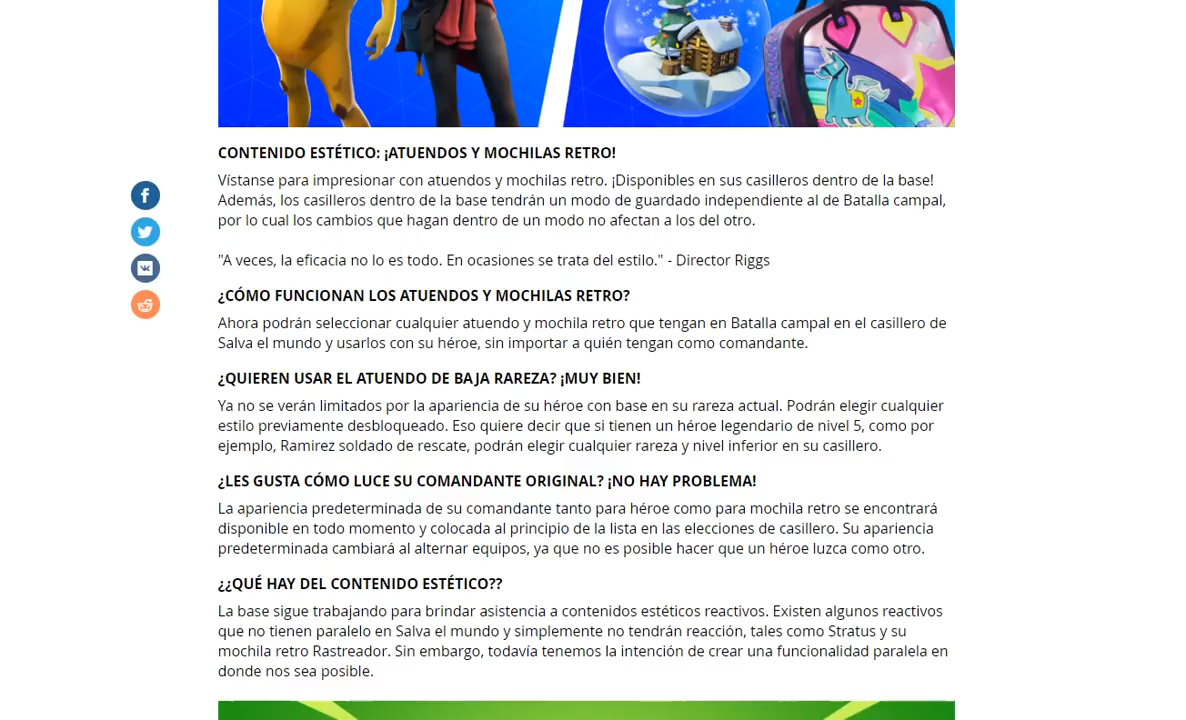 CONTENIDO ESTÉTICO: ¡ATUENDOS Y MOCHILAS RETRO!
Vístanse para impresionar con atuendos y mochilas retro. ¡Disponibles en sus casilleros dentro de la base!
Además, los casilleros dentro de la base tendrán un modo de guardado independiente al de Batalla campal,
por lo cual los cambios que hagan dentro de un modo no afectan a los del otro.
"A veces, la eficacia no lo es todo. En ocasiones se trata del estilo." - Director Riggs
¿CÓMO FUNCIONAN LOS ATUENDOS Y MOCHILAS RETRO?
Ahora podrán seleccionar cualquier atuendo y mochila retro que tengan en Batalla campal en el casillero de
Salva el mundo y usarlos con su héroe, sin importar a quién tengan como comandante.
¿QUIEREN USAR EL ATUENDO DE BAJA RAREZA? ¡MUY BIEN!
Ya no se verán limitados por la apariencia de su héroe con base en su rareza actual. Podrán elegir cualquier
estilo previamente desbloqueado. Eso quiere decir que si tienen un héroe legendario de nivel 5, como por
ejemplo, Ramirez soldado de rescate, podrán elegir cualquier rareza y nivel inferior en su casillero.
¿LES GUSTA CÓMO LUCE SU COMANDANTE ORIGINAL? ¡NO HAY PROBLEMA!
La apariencia predeterminada de su comandante tanto para héroe como para mochila retro se encontrará
disponible en todo momento y colocada al principio de la lista en las elecciones de casillero. Su apariencia
predeterminada cambiará al alternar equipos, ya que no es posible hacer que un héroe luzca como otro.
¿¿QUÉ HAY DEL CONTENIDO ESTÉTICO??
La base sigue trabajando para brindar asistencia a contenidos estéticos reactivos. Existen algunos reactivos
que no tienen paralelo en Salva el mundo y simplemente no tendrán reacción, tales como Stratus y su
mochila retro Rastreador. Sin embargo, todavía tenemos la intención de crear una funcionalidad paralela en
donde nos sea posible.